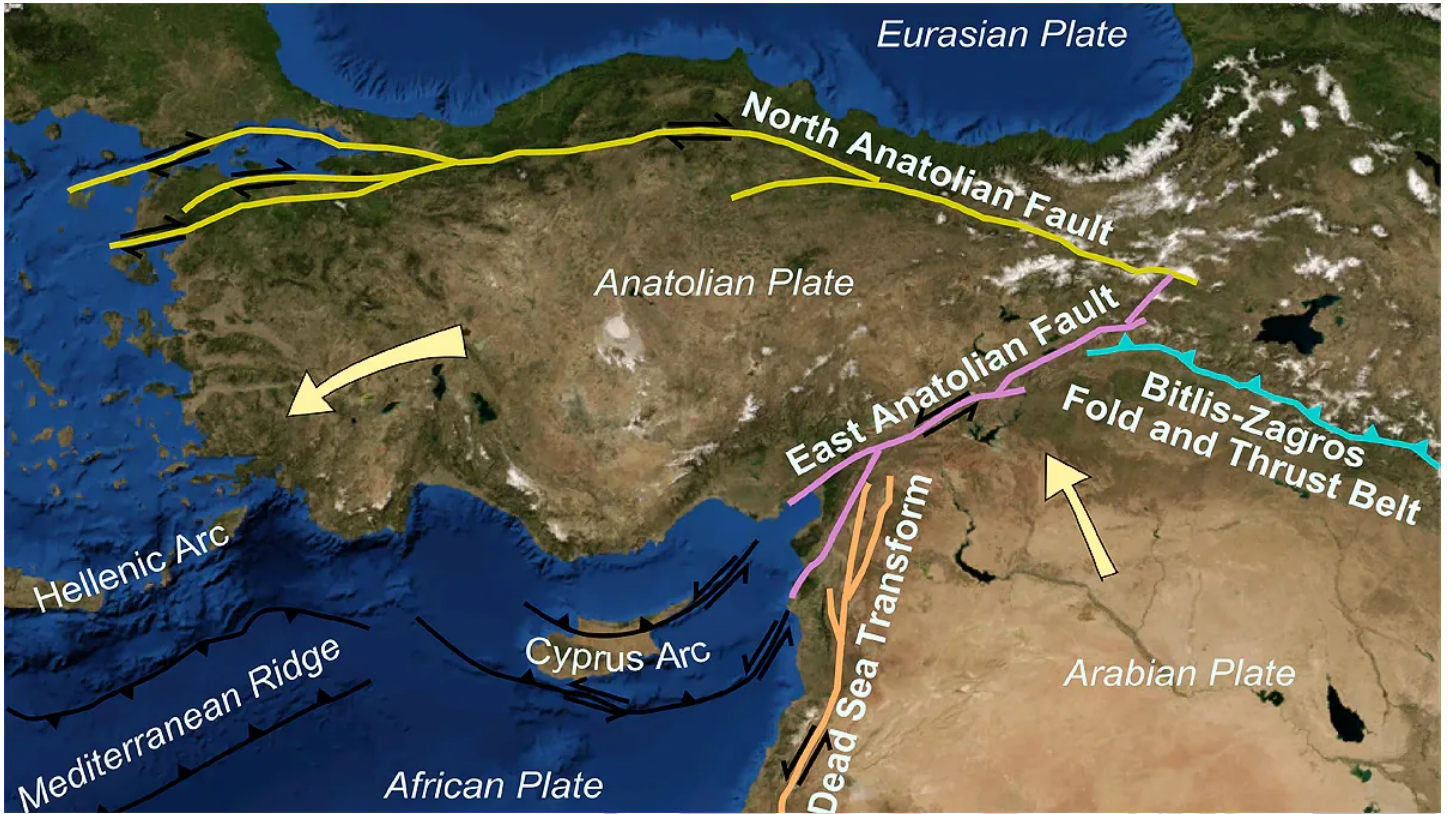 Eurasian Plate
North Anatolian Fault
Anatolian Plate
East Anatolian Fault
Bitlis-Zagros
Fold and Thrust Belt
Hellenic Arc
Cyprus Arc
Mediterranean Ridge
Dead Sea Transform
Arabian Plate
African Plate